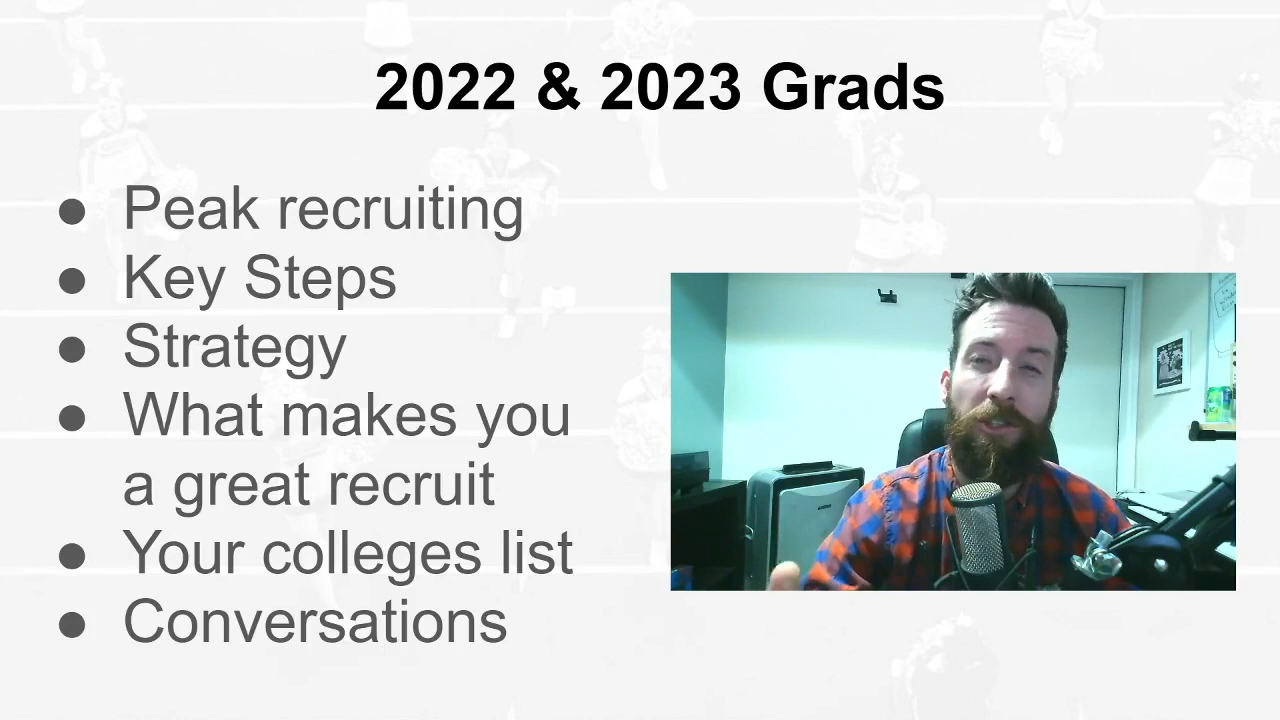 2022 & 2023 Grads
● Peak recruiting
● Key Steps
● Strategy
● What makes you
a great recruit
● Your colleges list
● Conversations